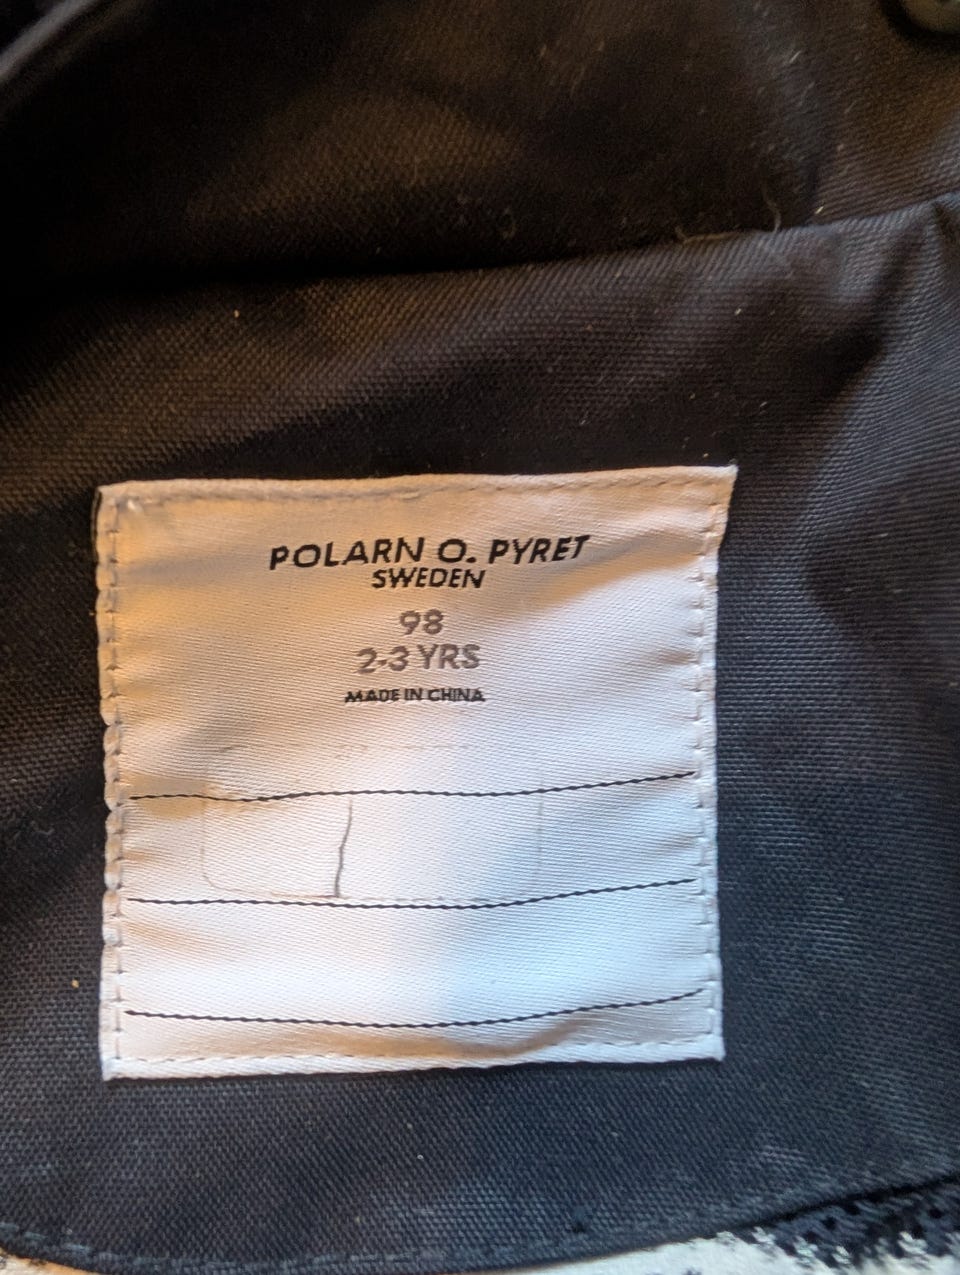 POLARN O. PYRET
SWEDEN
98
2-3 YRS
MADE IN CHINA